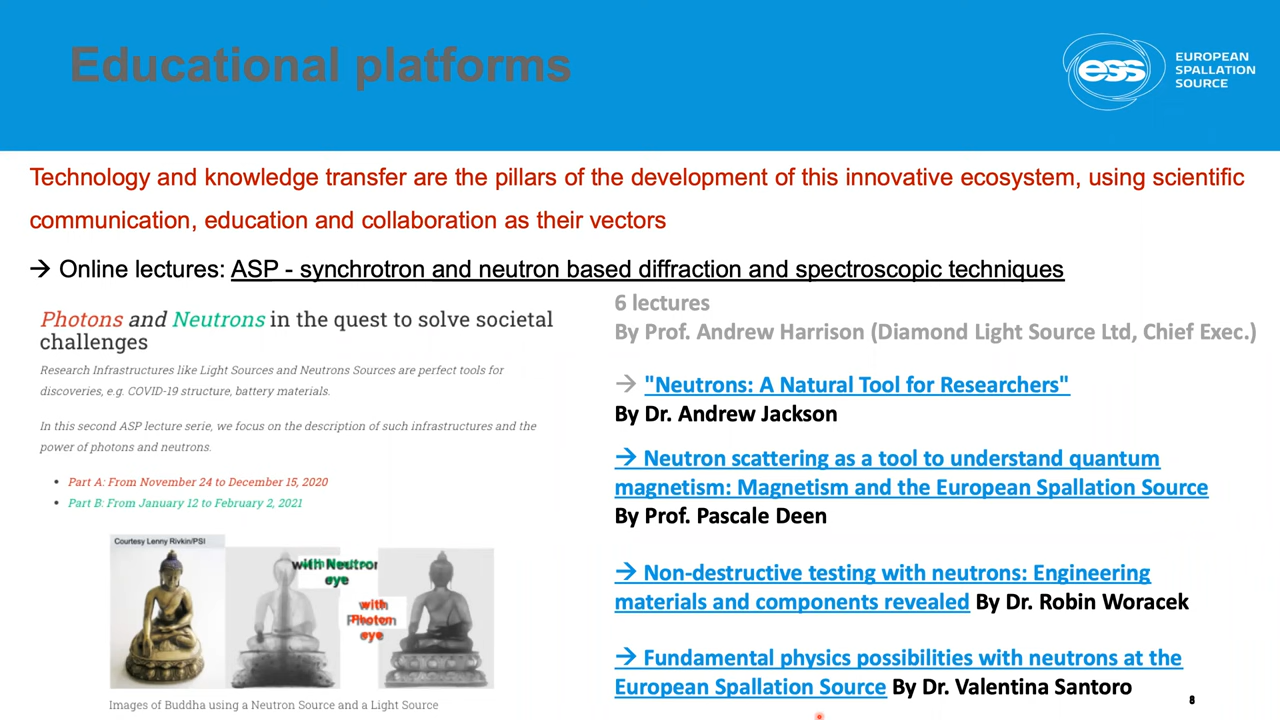 Educational platforms
ess
EUROPEAN
SPALLATION
SOURCE
Technology and knowledge transfer are the pillars of the development of this innovative ecosystem, using scientific
communication, education and collaboration as their vectors
→ Online lectures: ASP - synchrotron and neutron based diffraction and spectroscopic techniques
Photons and Neutrons in the quest to solve societal
challenges
Research Infrastructures like Light Sources and Neutrons Sources are perfect tools for
discoveries, e.g. COVID-19 structure, battery materials.
In this second ASP lecture serie, we focus on the description of such infrastructures and the
power of photons and neutrons.
• Part A: From November 24 to December 15, 2020
• Part B: From January 12 to February 2, 2021
Courtesy Lenny Rivkin/PSI
with Neutron
eye
with
Photon
eye
Images of Buddha using a Neutron Source and a Light Source
6 lectures
By Prof. Andrew Harrison (Diamond Light Source Ltd, Chief Exec.)
→ "Neutrons: A Natural Tool for Researchers"
By Dr. Andrew Jackson
→ Neutron scattering as a tool to understand quantum
magnetism: Magnetism and the European Spallation Source
By Prof. Pascale Deen
→ Non-destructive testing with neutrons: Engineering
materials and components revealed By Dr. Robin Woracek
→ Fundamental physics possibilities with neutrons at the
European Spallation Source By Dr. Valentina Santoro
8